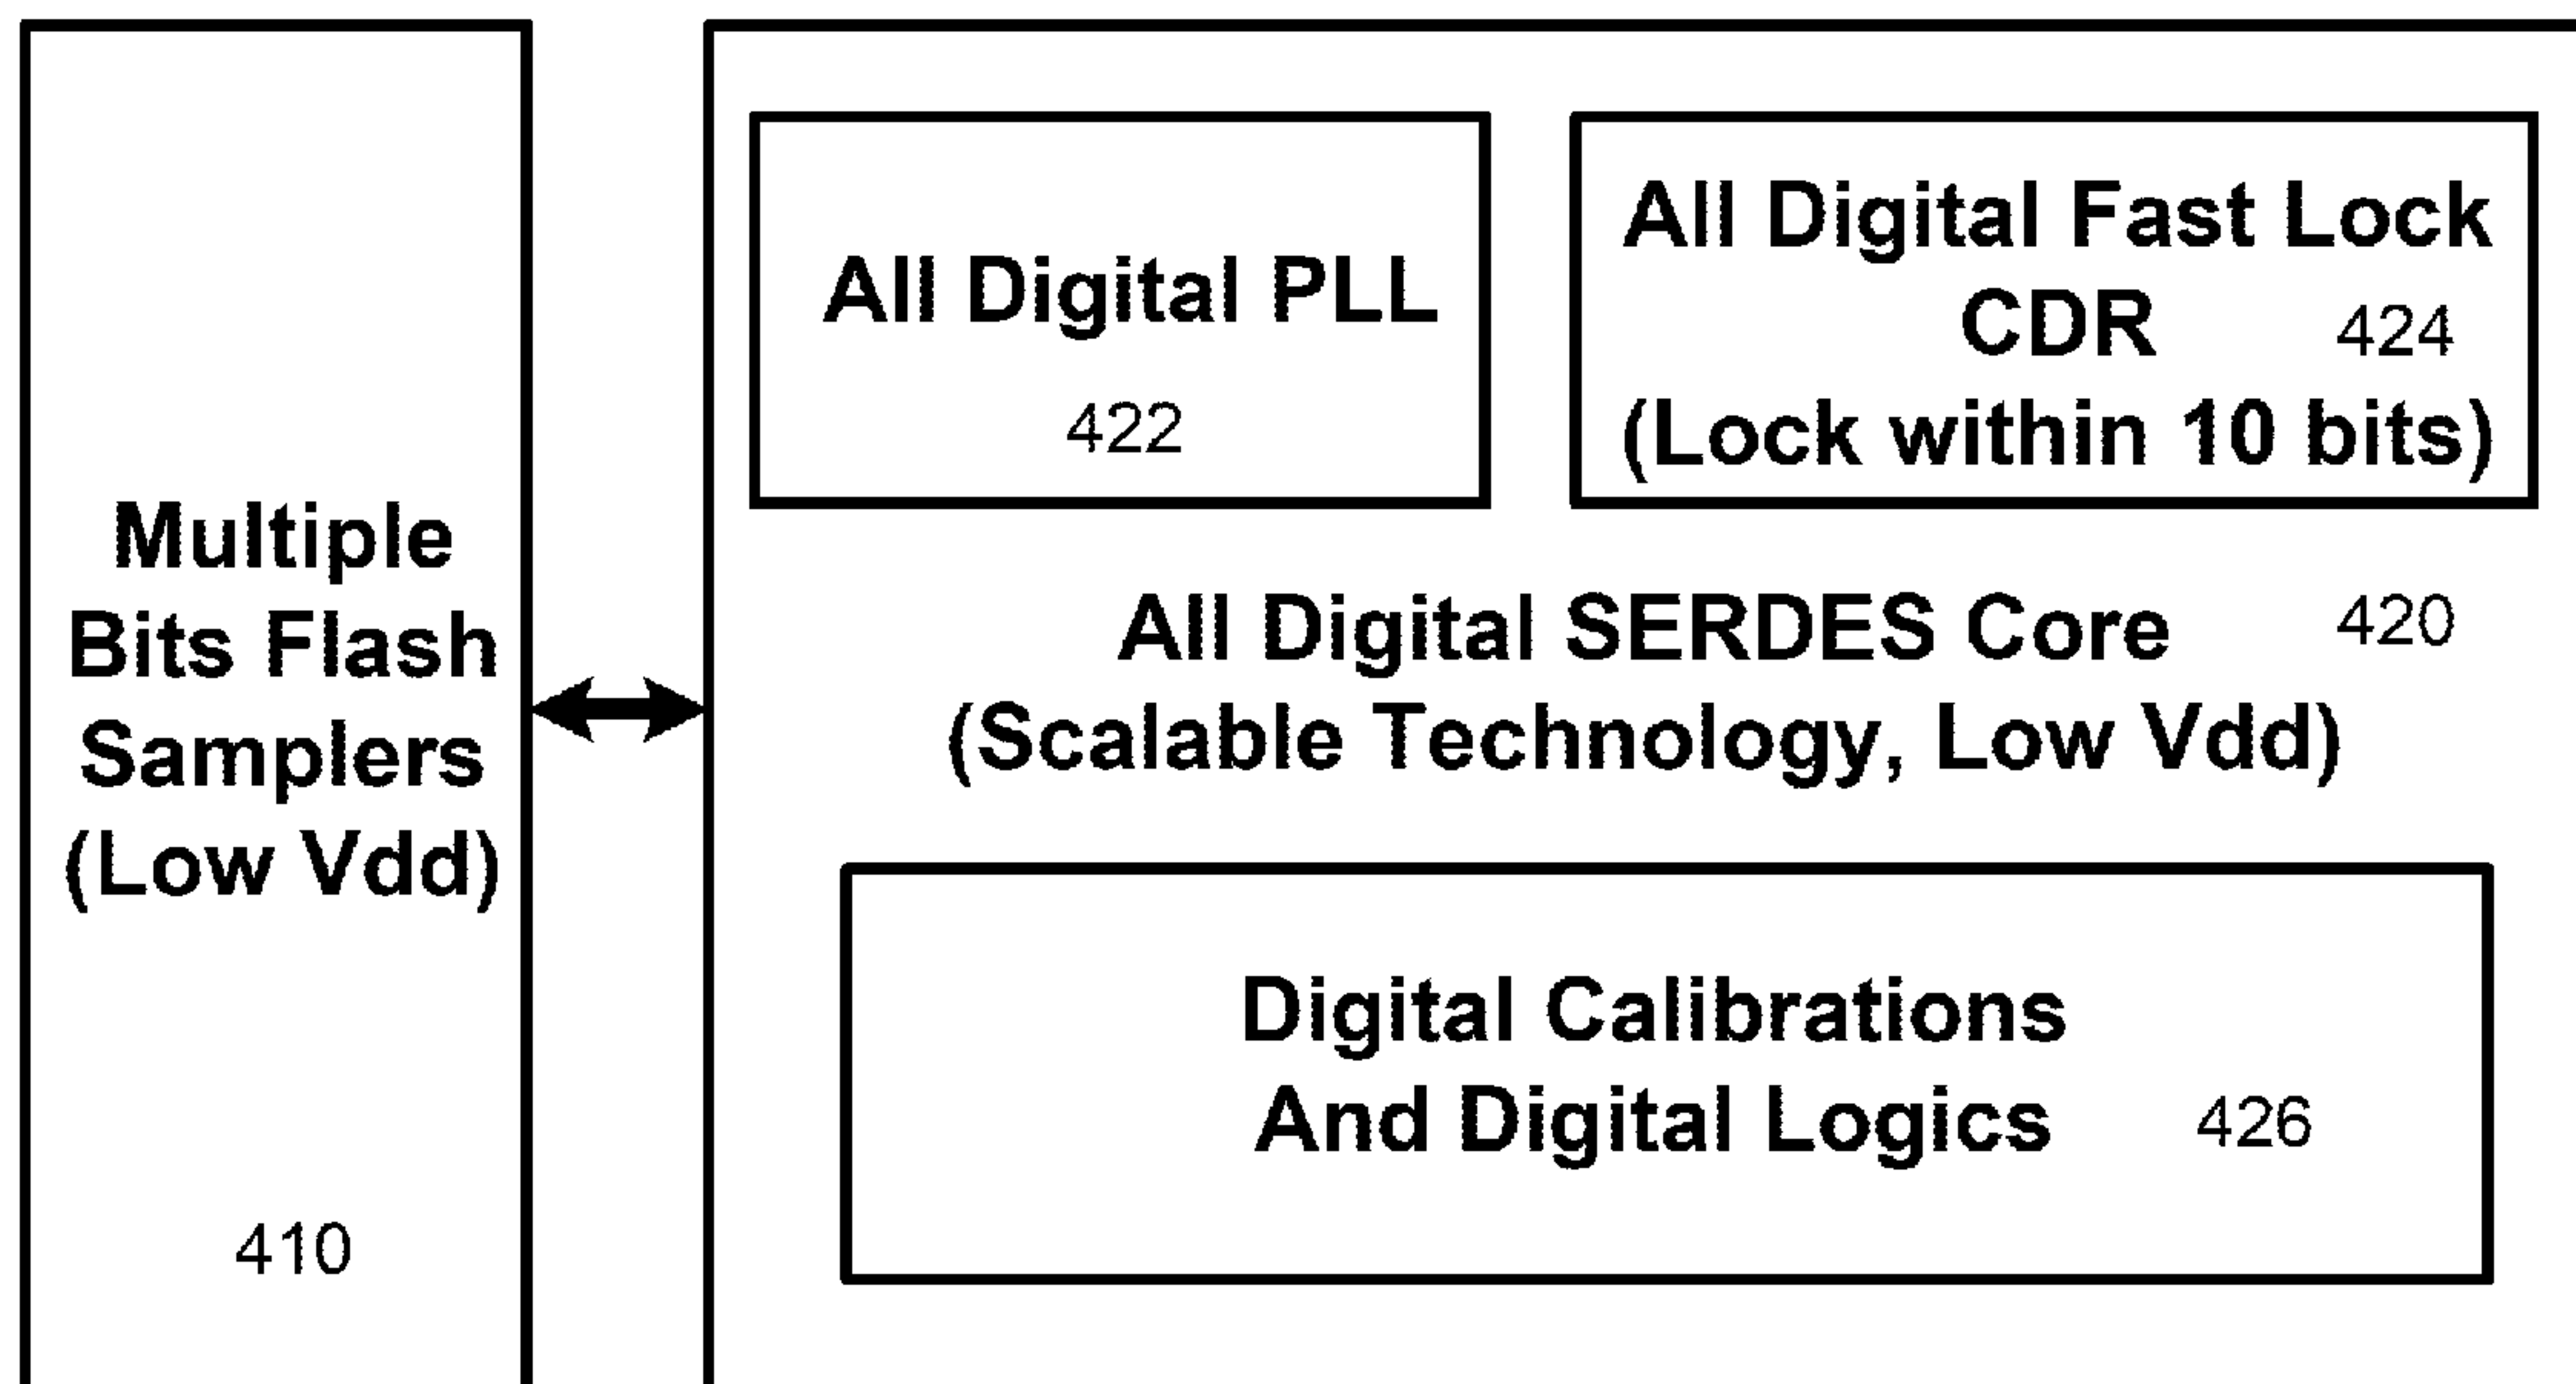 Multiple
Bits Flash
Samplers
(Low Vdd)
410
All Digital PLL
422
All Digital Fast Lock
CDR 424
(Lock within 10 bits)
All Digital SERDES Core 420
(Scalable Technology, Low Vdd)
Digital Calibrations
And Digital Logics 426